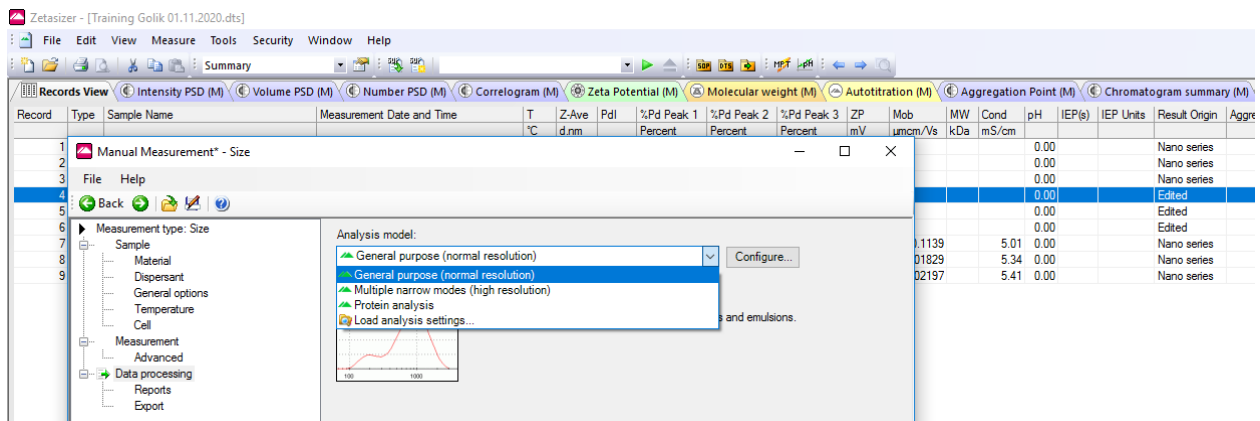 Zetasizer - [Training Golik 01.11.2020.dts]
File Edit View Measure Tools Security Window Help
Summary
Records View Intensity PSD (M) Volume PSD (M) Number PSD (M) Correlogram (M) Zeta Potential (M) Molecular weight (M) Autotitration (M) Aggregation Point (M) Chromatogram summary (M)
Record Type Sample Name Measurement Date and Time T Z-Ave PdI %Pd Peak 1 %Pd Peak 2 %Pd Peak 3 ZP Mob MW Cond pH IEP(s) IEP Units Result Origin Aggre
°C d.nm Percent Percent Percent mV µmcm/Vs kDa mS/cm
1 0.00 Nano series
2 0.00 Nano series
3 0.00 Nano series
4 0.00 Edited
5 0.00 Edited
6 0.00 Edited
7 .1139 5.01 0.00 Nano series
8 01829 5.34 0.00 Nano series
9 02197 5.41 0.00 Nano series
Manual Measurement* - Size
File Help
Back
Measurement type: Size
Sample
Material
Dispersant
General options
Temperature
Cell
Measurement
Advanced
Data processing
Reports
Export
Analysis model:
General purpose (normal resolution)
Configure...
General purpose (normal resolution)
Multiple narrow modes (high resolution)
Protein analysis
Load analysis settings...
and emulsions.
100 1000